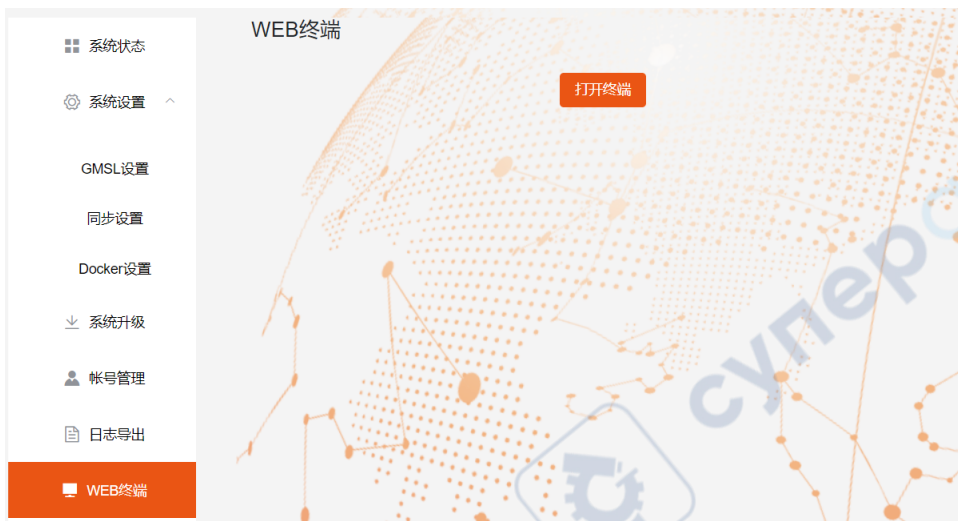 WEB终端
系统状态
打开终端
系统设置
GMSL设置
同步设置
Docker设置
系统升级
帐号管理
日志导出
WEB终端
супер